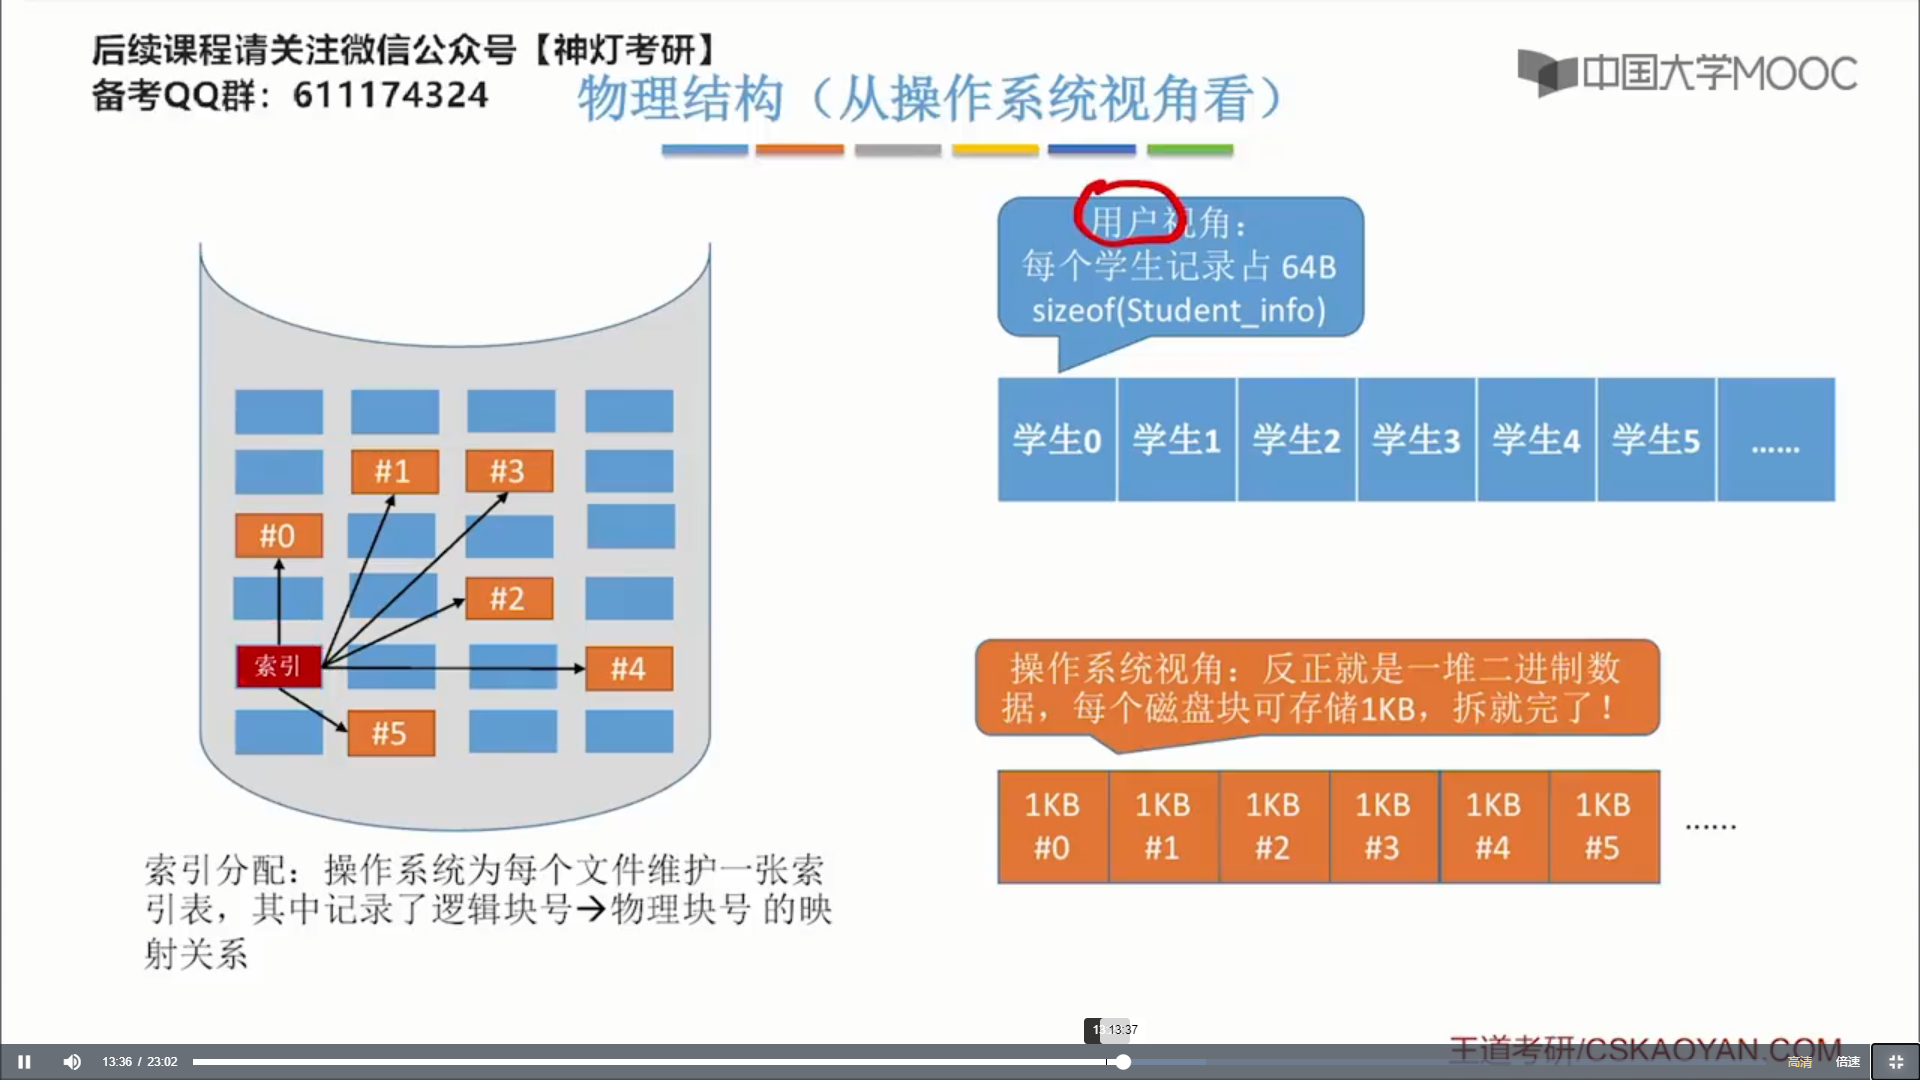 后续课程请关注微信公众号【神灯考研】
备考QQ群：611174324
物理结构（从操作系统视角看）
中国大学MOOC
用户视角：
每个学生记录占 64B
sizeof(Student_info)
学生0 学生1 学生2 学生3 学生4 学生5 ......
#1 #3
#0
#2
索引
#4
#5
操作系统视角：反正就是一堆二进制数
据，每个磁盘块可存储1KB，拆就完了！
1KB 1KB 1KB 1KB 1KB 1KB
#0 #1 #2 #3 #4 #5
......
索引分配：操作系统为每个文件维护一张索
引表，其中记录了逻辑块号→物理块号 的映
射关系
13:37
王道考研/CSKAOYAN.COM
13:36 / 23:02
高清 倍速